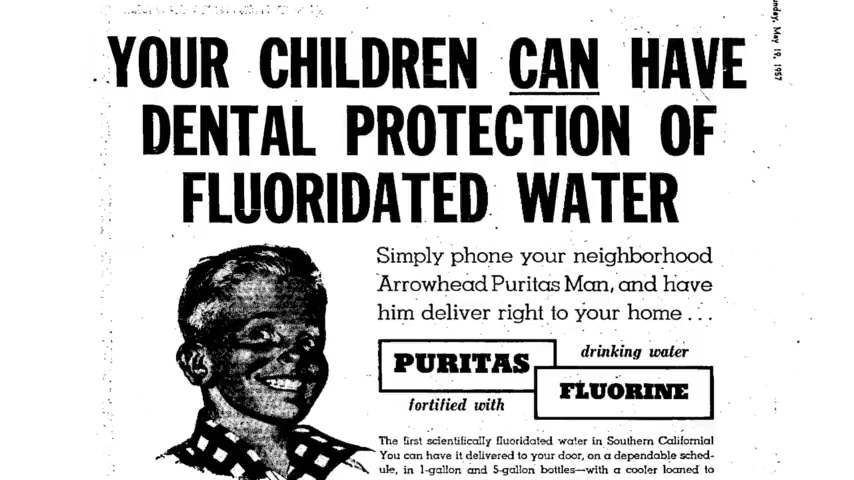 unday, May 19, 1957
YOUR CHILDREN CAN HAVE
DENTAL PROTECTION OF
FLUORIDATED WATER
Simply phone your neighborhood
Arrowhead Puritas Man, and have
him deliver right to your home . . .
PURITAS
drinking water
fortified with
FLUORINE
The first scientifically fluoridated water in Southern California!
You can have it delivered to your door, on a dependable sched-
ule, in 1-gallon and 5-gallon bottles—with a cooler loaned to